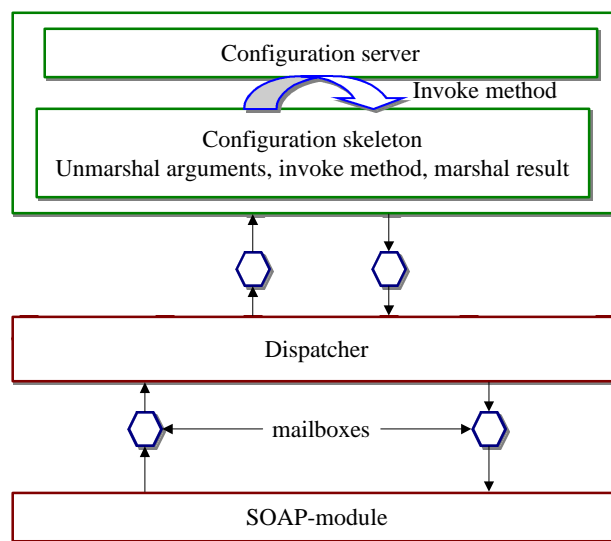 Configuration server
Invoke method
Configuration skeleton
Unmarshal arguments, invoke method, marshal result
Dispatcher
mailboxes
SOAP-module